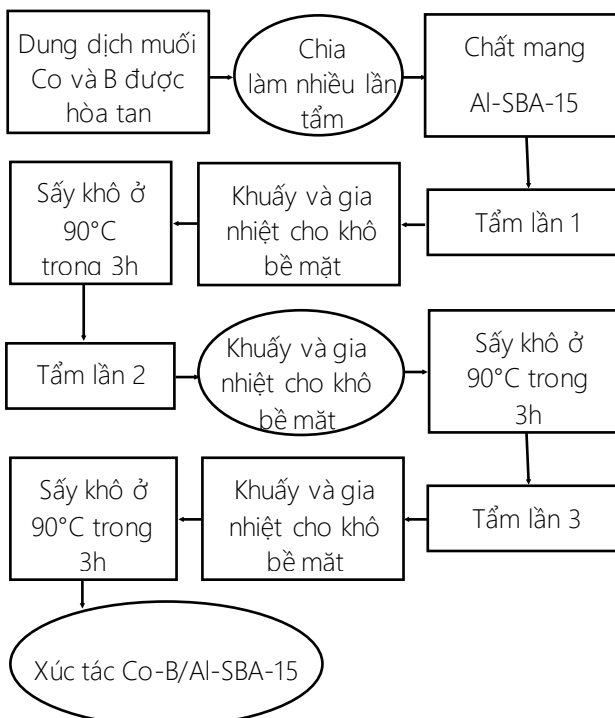 Dung dịch muối
Co và B được
hòa tan
Chia
làm nhiều lần
tẩm
Chất mang
Al-SBA-15
Tẩm lần 1
Khuấy và gia
nhiệt cho khô
bề mặt
Sấy khô ở
90°C
trong 3h
Tẩm lần 2
Khuấy và gia
nhiệt cho khô
bề mặt
Sấy khô ở
90°C trong
3h
Tẩm lần 3
Khuấy và gia
nhiệt cho khô
bề mặt
Sấy khô ở
90°C trong
3h
Xúc tác Co-B/Al-SBA-15